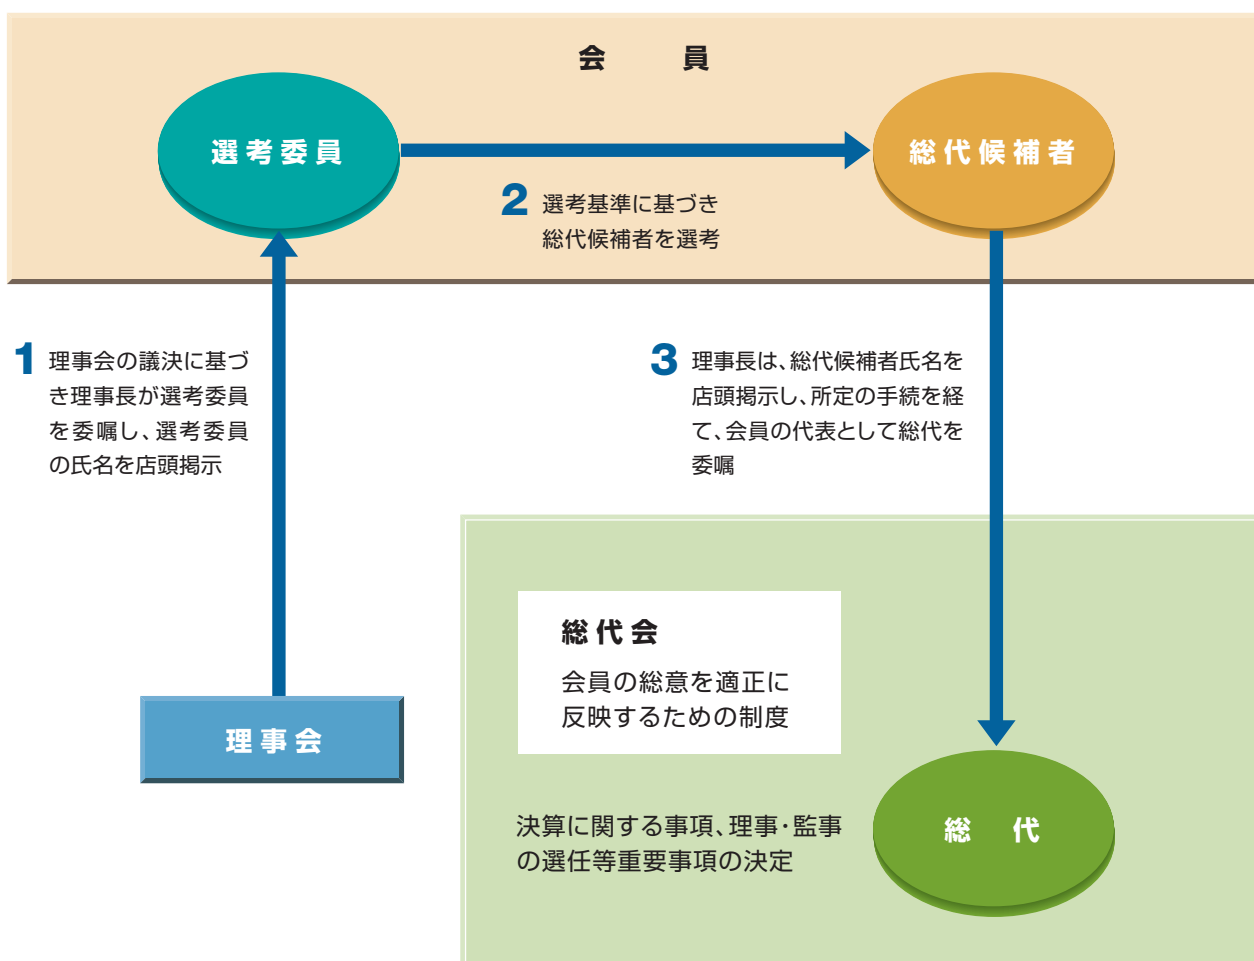 会 員
選考委員
総代候補者
2 選考基準に基づき
総代候補者を選考
1 理事会の議決に基づ
き理事長が選考委員
を委嘱し、選考委員
の氏名を店頭掲示
3 理事長は、総代候補者氏名を
店頭掲示し、所定の手続を経
て、会員の代表として総代を
委嘱
総代会
会員の総意を適正に
反映するための制度
理事会
決算に関する事項、理事・監事
の選任等重要事項の決定
総 代